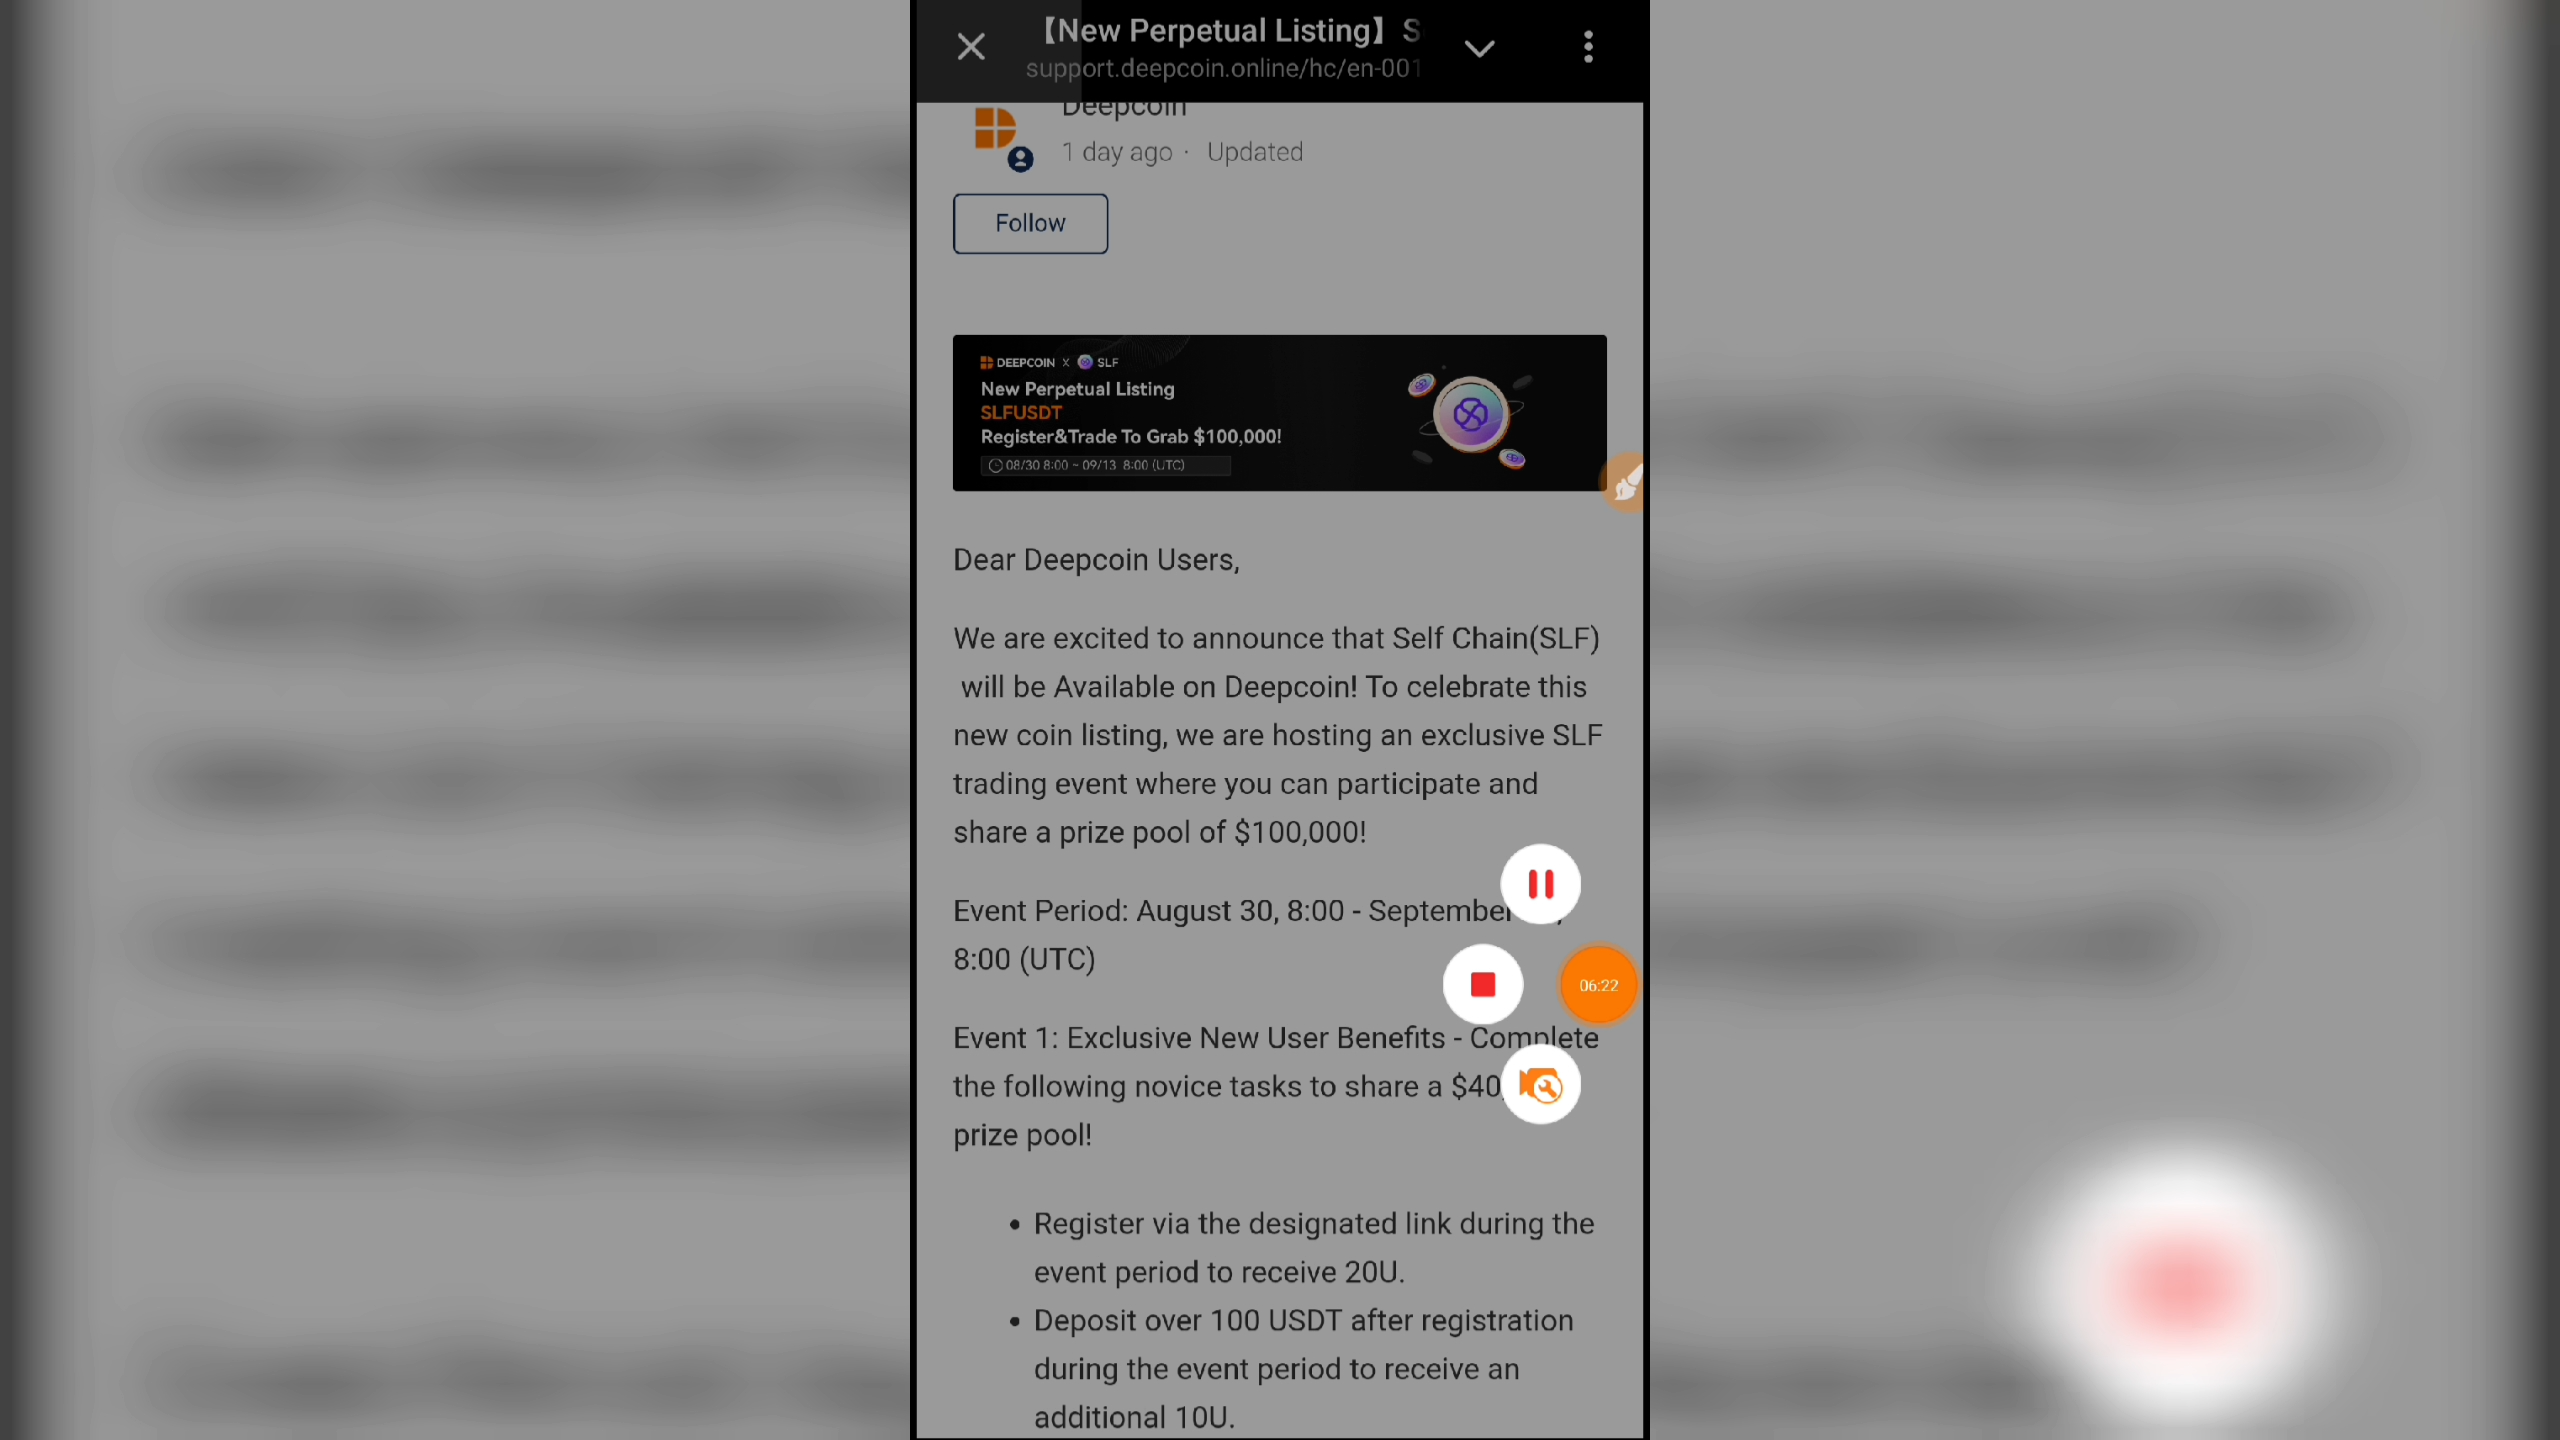 【New Perpetual Listing】 S
support.deepcoin.online/hc/en-001
Deepcoin
1 day ago · Updated
Follow
DEEPCOIN X SLF
New Perpetual Listing
SLFUSDT
Register&Trade To Grab $100,000!
08/30 8:00 ~ 09/13 8:00 (UTC)
Dear Deepcoin Users,
We are excited to announce that Self Chain(SLF)
will be Available on Deepcoin! To celebrate this
new coin listing, we are hosting an exclusive SLF
trading event where you can participate and
share a prize pool of $100,000!
Event Period: August 30, 8:00 - September
8:00 (UTC)
06:22
Event 1: Exclusive New User Benefits - Complete
the following novice tasks to share a $40,
prize pool!
• Register via the designated link during the
event period to receive 20U.
• Deposit over 100 USDT after registration
during the event period to receive an
additional 10U.